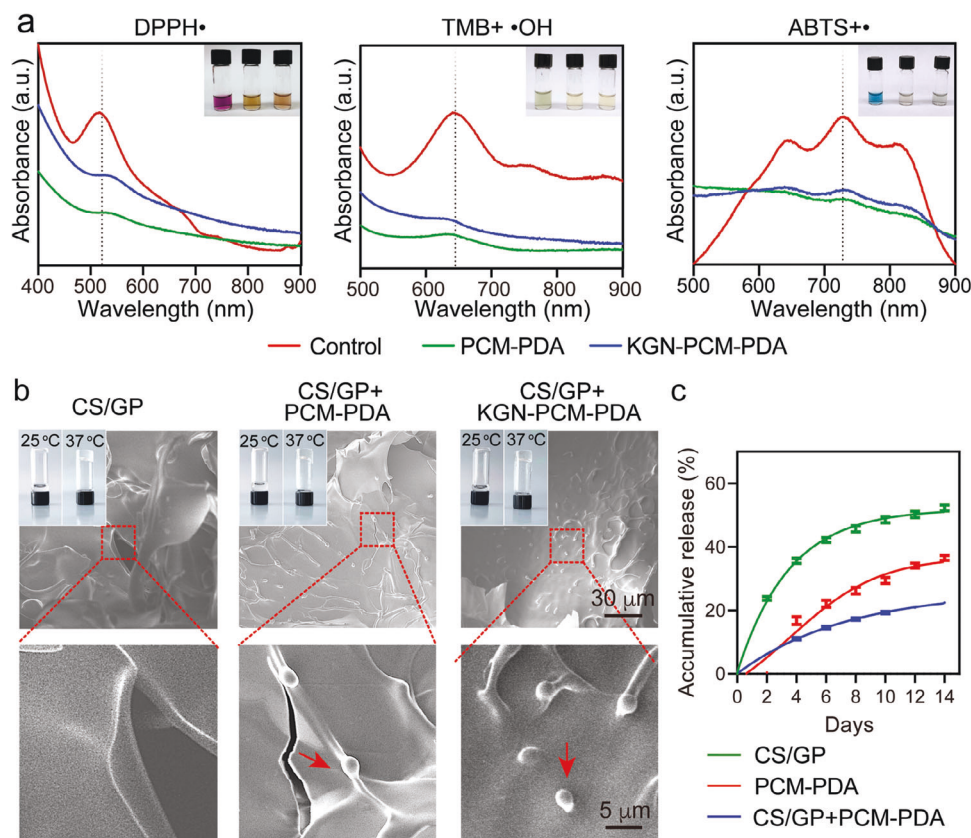 a
DPPH•
TMB+ •OH
ABTS+•
Absorbance (a.u.)
400 500 600 700 800 900
Wavelength (nm)
Absorbance (a.u.)
500 600 700 800 900
Wavelength (nm)
Absorbance (a.u.)
500 600 700 800 900
Wavelength (nm)
Control PCM-PDA KGN-PCM-PDA
b
CS/GP
CS/GP+
PCM-PDA
CS/GP+
KGN-PCM-PDA
25 °C 37 °C
25 °C 37 °C
25 °C 37 °C
30 μm
5 μm
c
Accumulative release (%)
60
40
20
0
0 2 4 6 8 10 12 14
Days
CS/GP
PCM-PDA
CS/GP+PCM-PDA